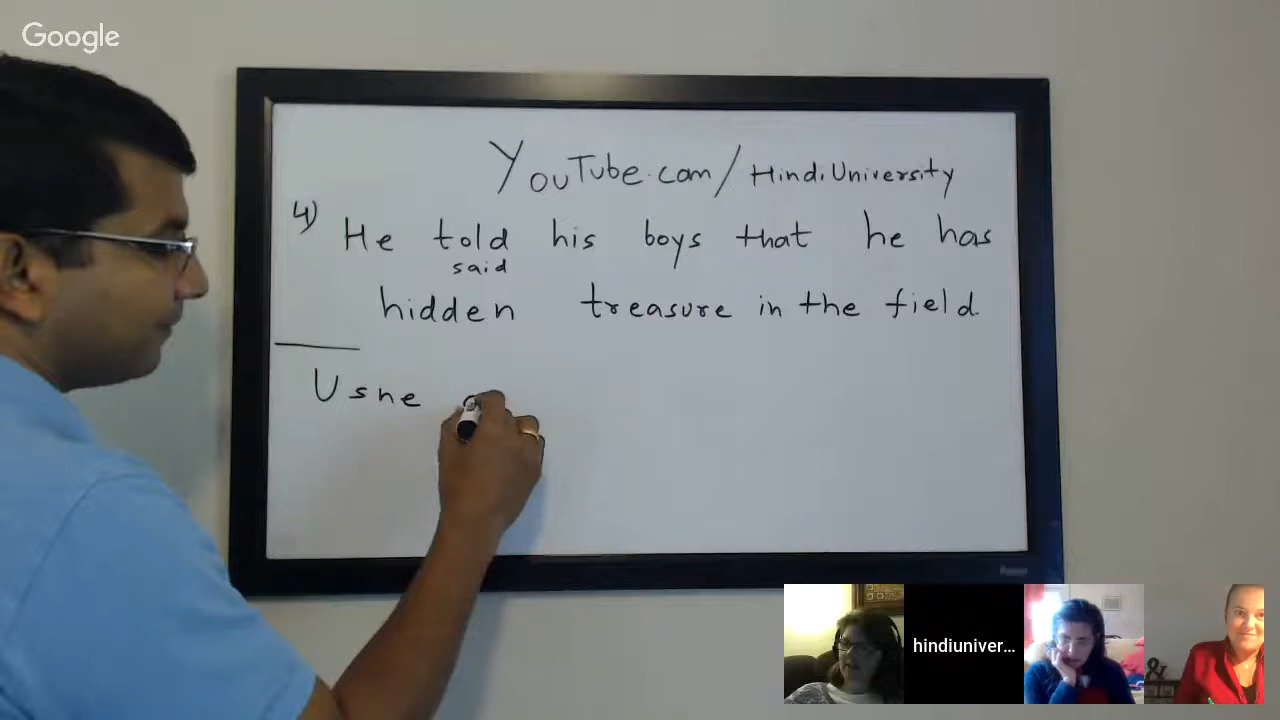 Google
YouTube.com/HindiUniversity
4) He told his boys that he has
said
hidden treasure in the field.
Usne
hindiuniver...